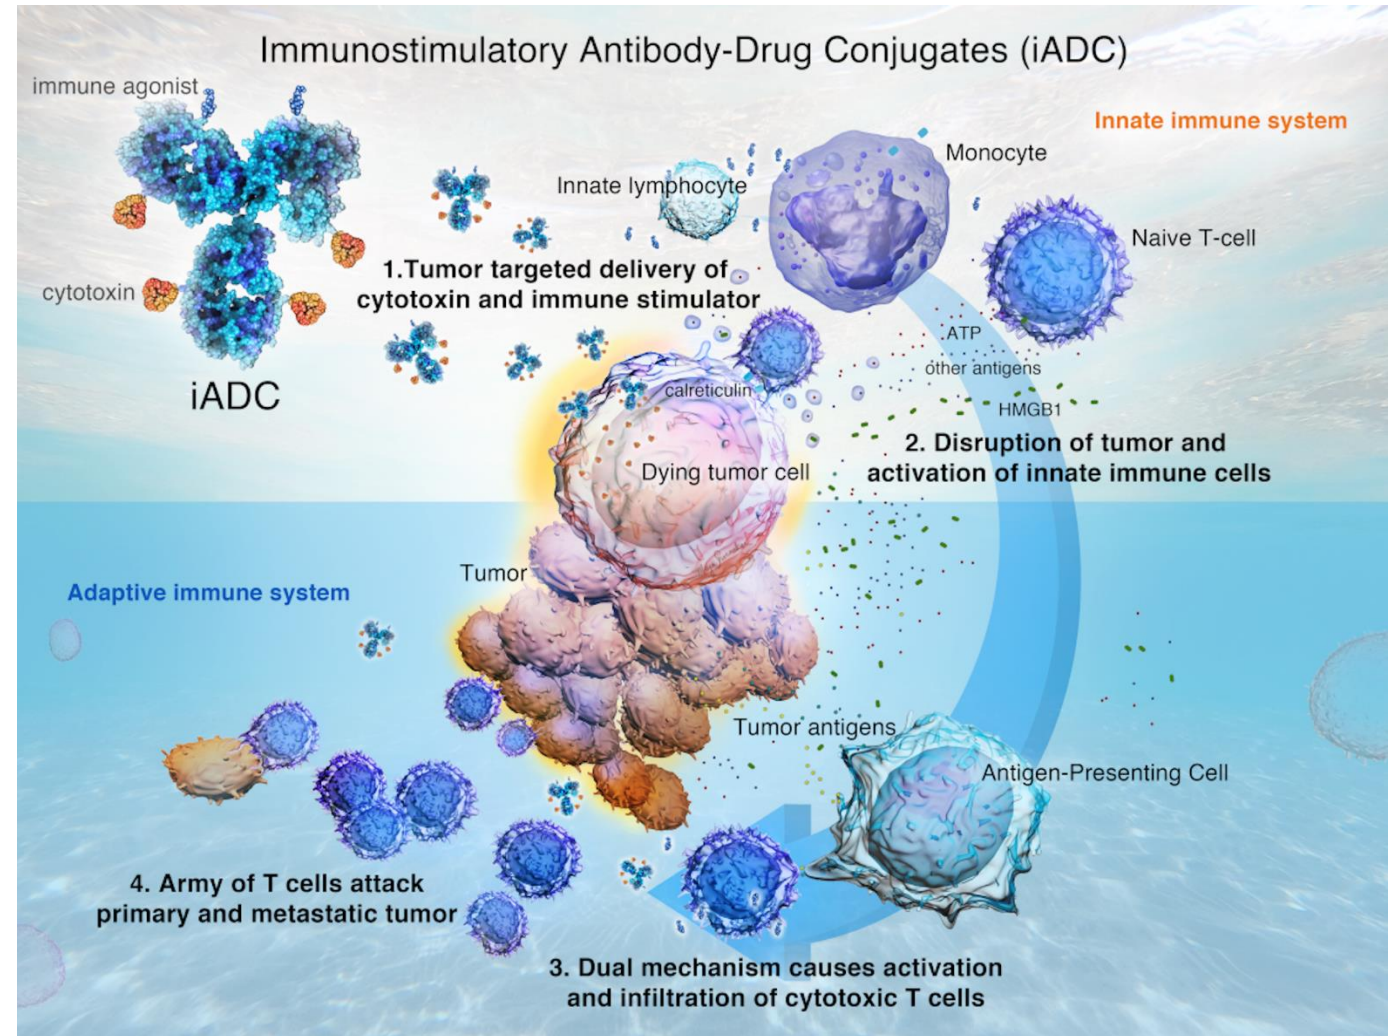 Immunostimulatory Antibody-Drug Conjugates (iADC)
immune agonist
Innate immune system
Monocyte
Innate lymphocyte
Naive T-cell
1.Tumor targeted delivery of
cytotoxin and immune stimulator
cytotoxin
iADC
ATP
other antigens
calreticulin
HMGB1
2. Disruption of tumor and
activation of innate immune cells
Dying tumor cell
Tumor
Adaptive immune system
Tumor antigens
Antigen-Presenting Cell
4. Army of T cells attack
primary and metastatic tumor
3. Dual mechanism causes activation
and infiltration of cytotoxic T cells